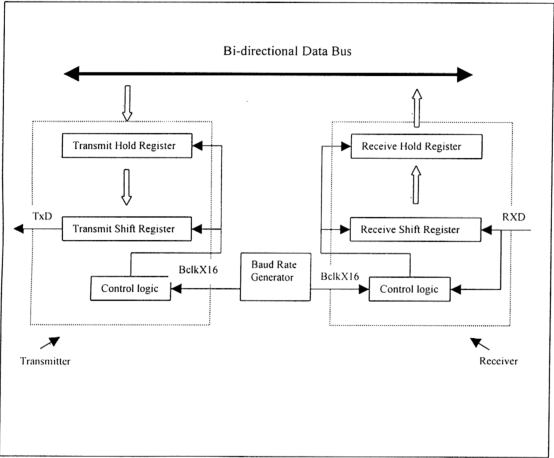 Bi-directional Data Bus
Transmit Hold Register
Receive Hold Register
TxD
Transmit Shift Register
Receive Shift Register
RXD
BclkX16
Baud Rate
Generator
BclkX16
Control logic
Control logic
Transmitter
Receiver